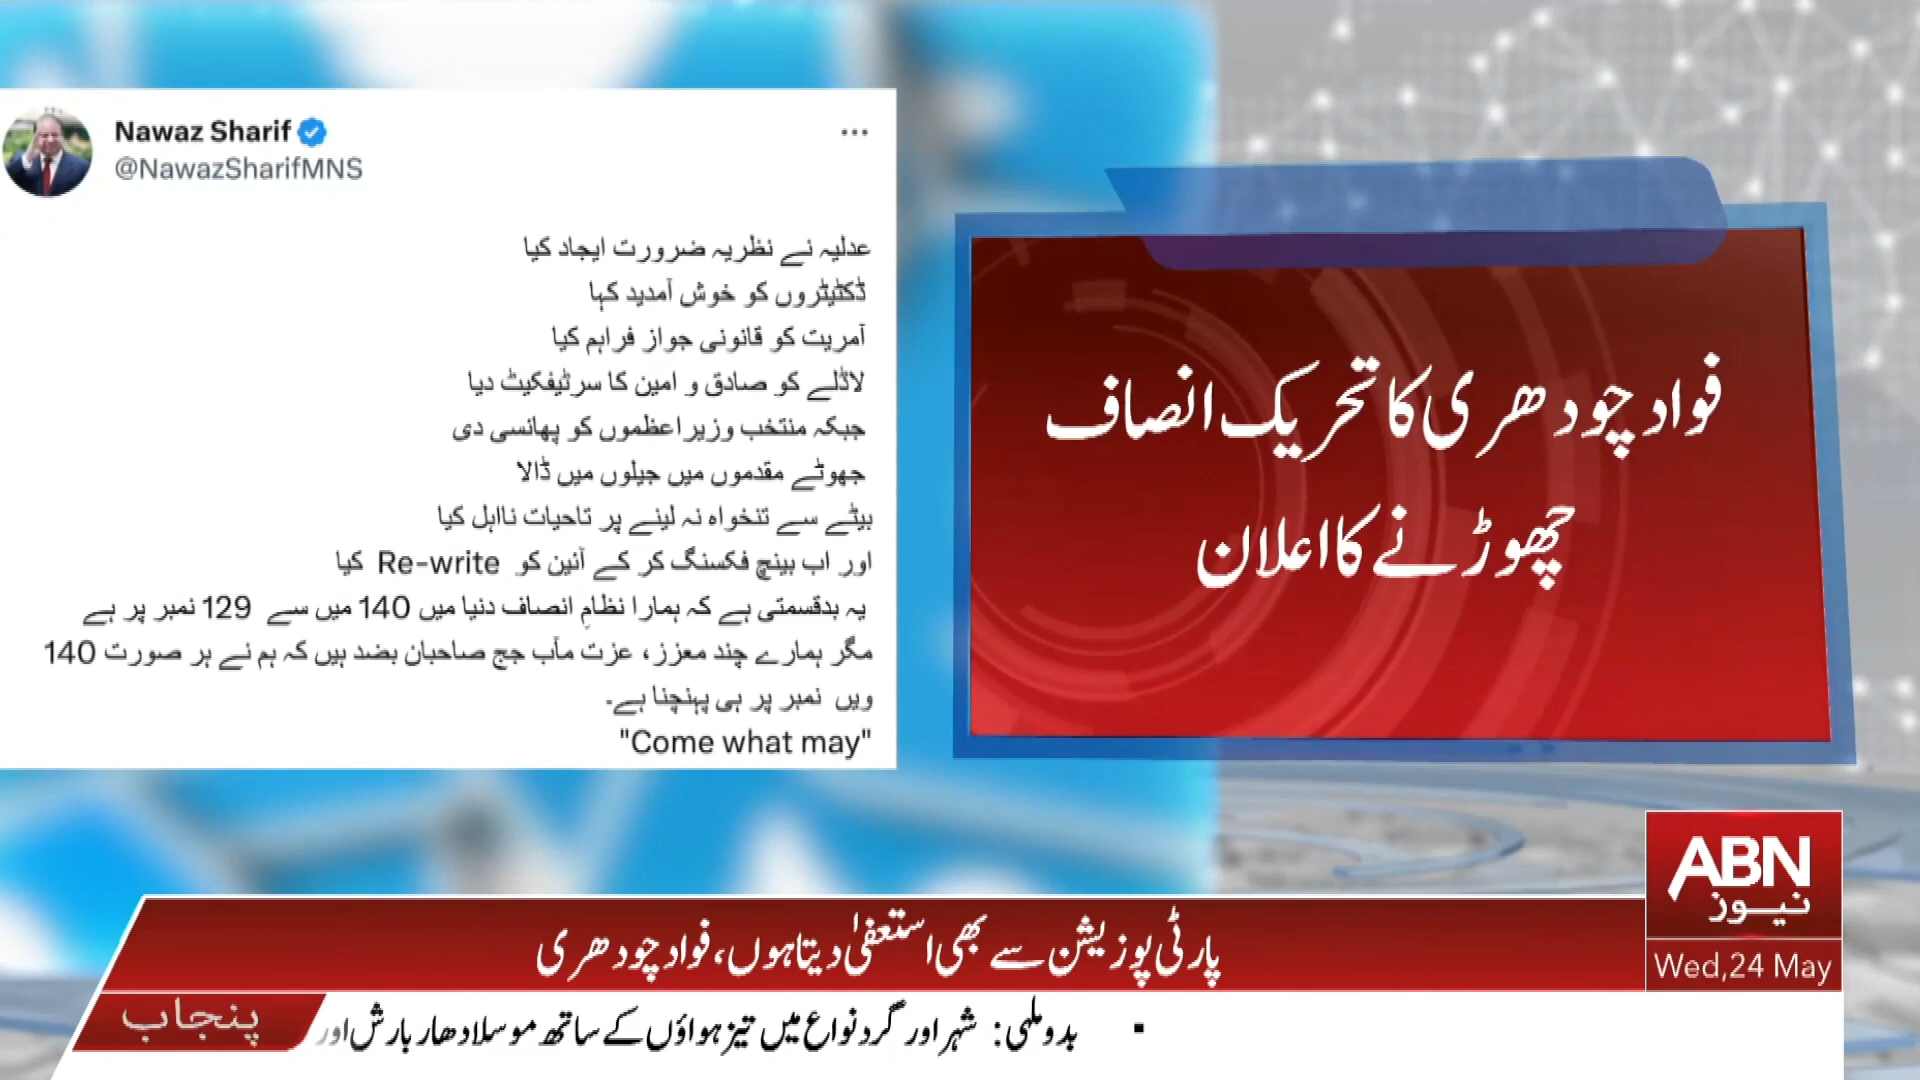 Nawaz Sharif
@NawazSharifMNS
عدلیہ نے نظریہ ضرورت ایجاد کیا
ڈکٹیٹروں کو خوش آمدید کہا
آمریت کو قانونی جواز فراہم کیا
لاڈلے کو صادق و امین کا سرٹیفکیٹ دیا
جبکہ منتخب وزیراعظموں کو پھانسی دی
جھوٹے مقدموں میں جیلوں میں ڈالا
بیٹے سے تنخواہ نہ لینے پر تاحیات نااہل کیا
اور اب بینچ فکسنگ کر کے آئین کو Re-write کیا
یہ بدقسمتی ہے کہ ہمارا نظامِ انصاف دنیا میں 140 میں سے 129 نمبر پر ہے
مگر ہمارے چند معزز، عزت مآب جج صاحبان بضد ہیں کہ ہم نے ہر صورت 140
ویں نمبر پر ہی پہنچنا ہے۔
"Come what may"
فواد چودھری کا تحریک انصاف
چھوڑنے کا اعلان
ABN
نیوز
Wed,24 May
پارٹی پوزیشن سے بھی استعفیٰ دیتا ہوں، فواد چودھری
پنجاب
▪ بدوملہی: شہر اور گردنواع میں تیز ہواؤں کے ساتھ موسلادھار بارش اور